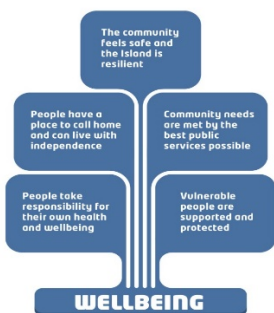 The community
feels safe and
the Island is
resilient
People have a
place to call home
and can live with
independence
Community needs
are met by the
best public
services possible
People take
responsibility for
their own health
and wellbeing
Vulnerable
people are
supported and
protected
WELLBEING